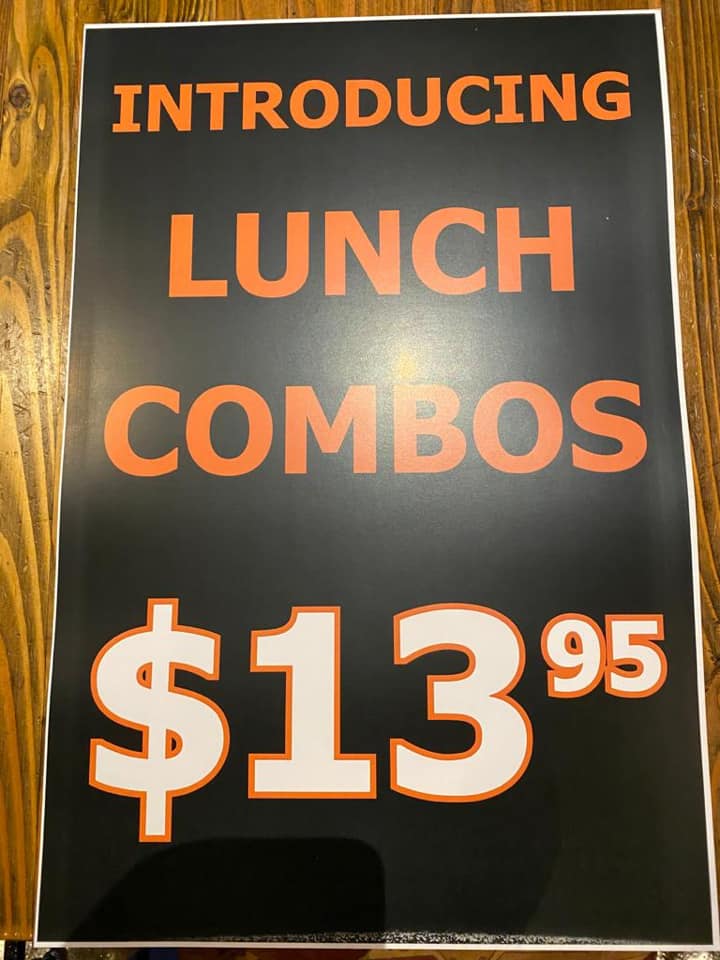 INTRODUCING
LUNCH
COMBOS
$13.95